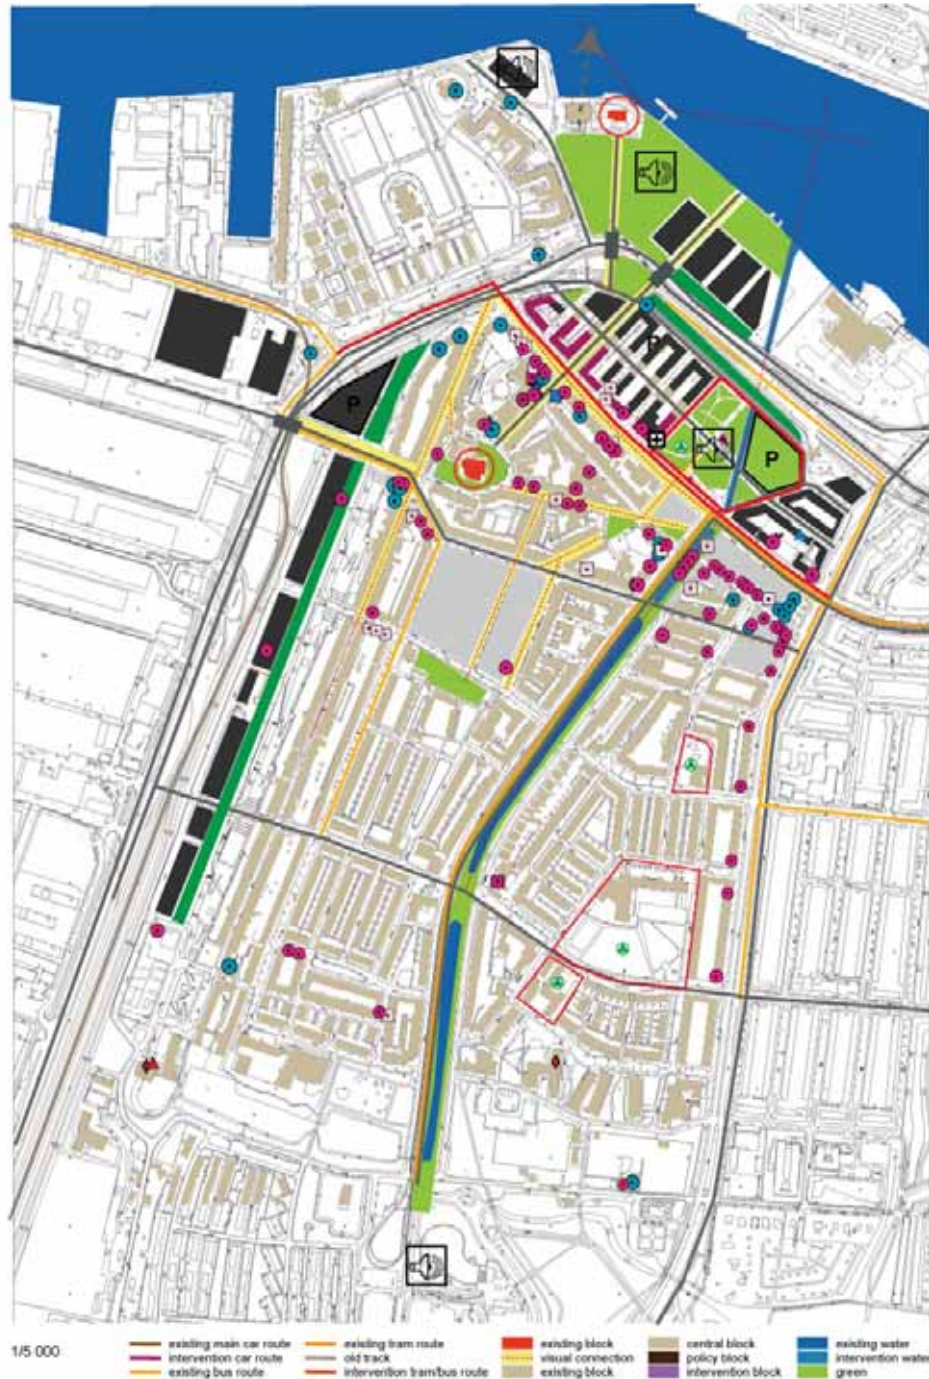 P
P
P
1/5 000
existing main car route existing tram route existing block central block existing water
intervention car route old track visual connection policy block intervention water
existing bus route intervention tram/bus route existing block intervention block green